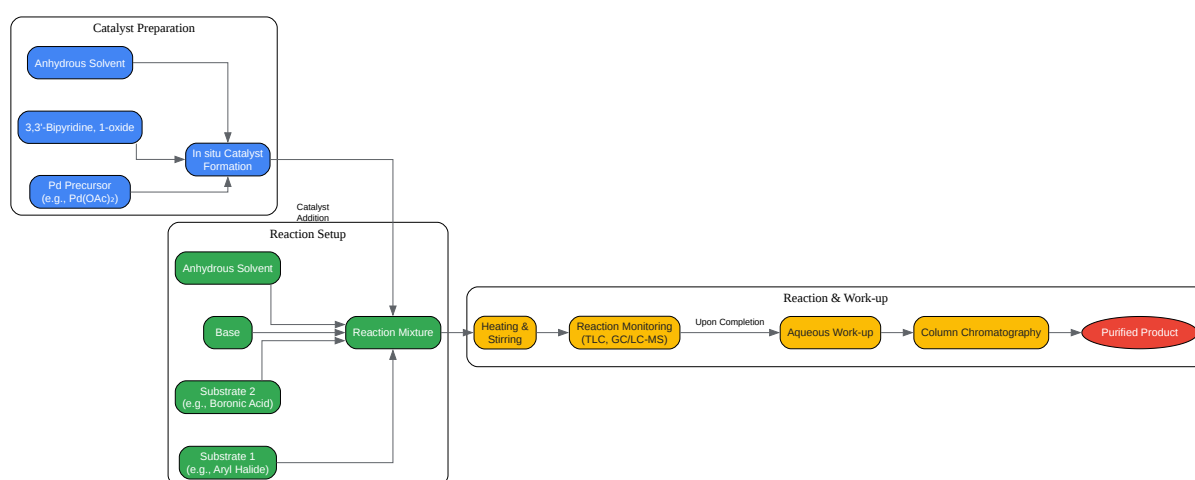 Catalyst Preparation
Anhydrous Solvent
3,3'-Bipyridine, 1-oxide
In situ Catalyst
Formation
Pd Precursor
(e.g., Pd(OAc)₂)
Catalyst
Addition
Reaction Setup
Anhydrous Solvent
Base
Reaction Mixture
Substrate 2
(e.g., Boronic Acid)
Substrate 1
(e.g., Aryl Halide)
Reaction & Work-up
Heating &
Stirring
Reaction Monitoring
(TLC, GC/LC-MS)
Upon Completion
Aqueous Work-up
Column Chromatography
Purified Product